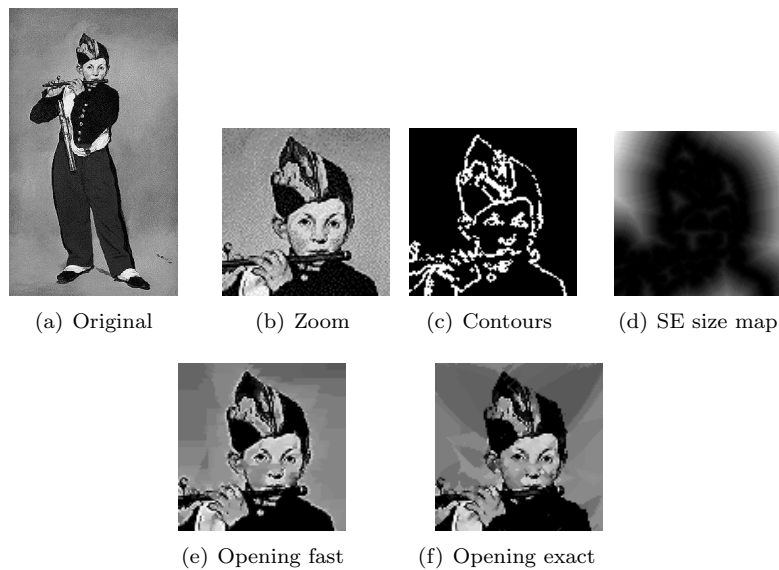 (a) Original
(b) Zoom
(c) Contours
(d) SE size map
(e) Opening fast
(f) Opening exact